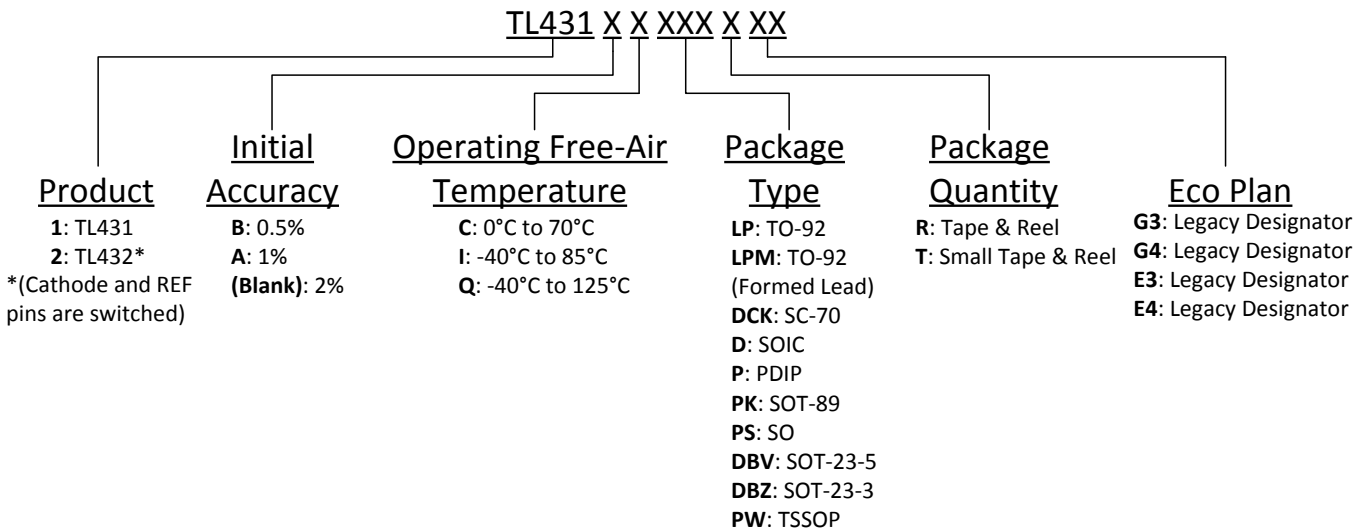 TL431 X X XXX X XX
Product
1: TL431
2: TL432*
*(Cathode and REF
pins are switched)
Initial
Accuracy
B: 0.5%
A: 1%
(Blank): 2%
Operating Free-Air
Temperature
C: 0°C to 70°C
I: -40°C to 85°C
Q: -40°C to 125°C
Package
Type
LP: TO-92
LPM: TO-92
(Formed Lead)
DCK: SC-70
D: SOIC
P: PDIP
PK: SOT-89
PS: SO
DBV: SOT-23-5
DBZ: SOT-23-3
PW: TSSOP
Package
Quantity
R: Tape & Reel
T: Small Tape & Reel
Eco Plan
G3: Legacy Designator
G4: Legacy Designator
E3: Legacy Designator
E4: Legacy Designator